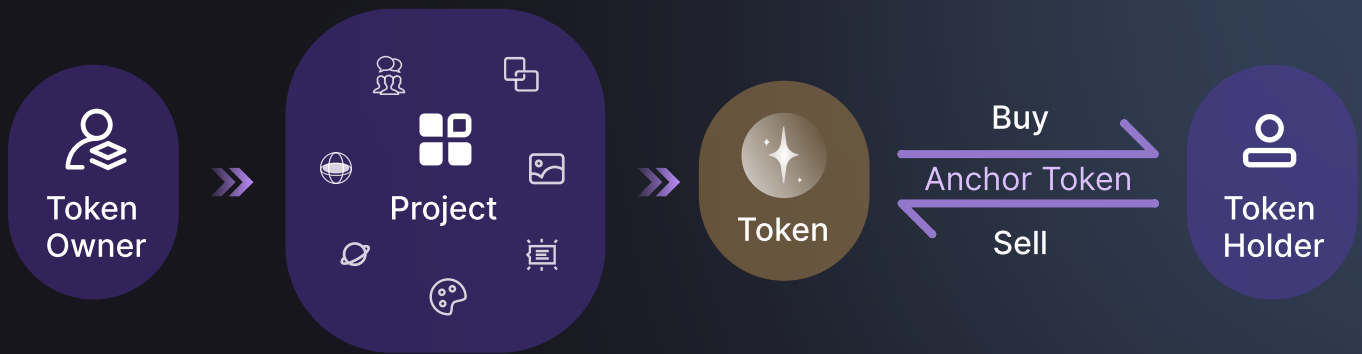 Token
Owner
Project
Token
Buy
Anchor Token
Sell
Token
Holder